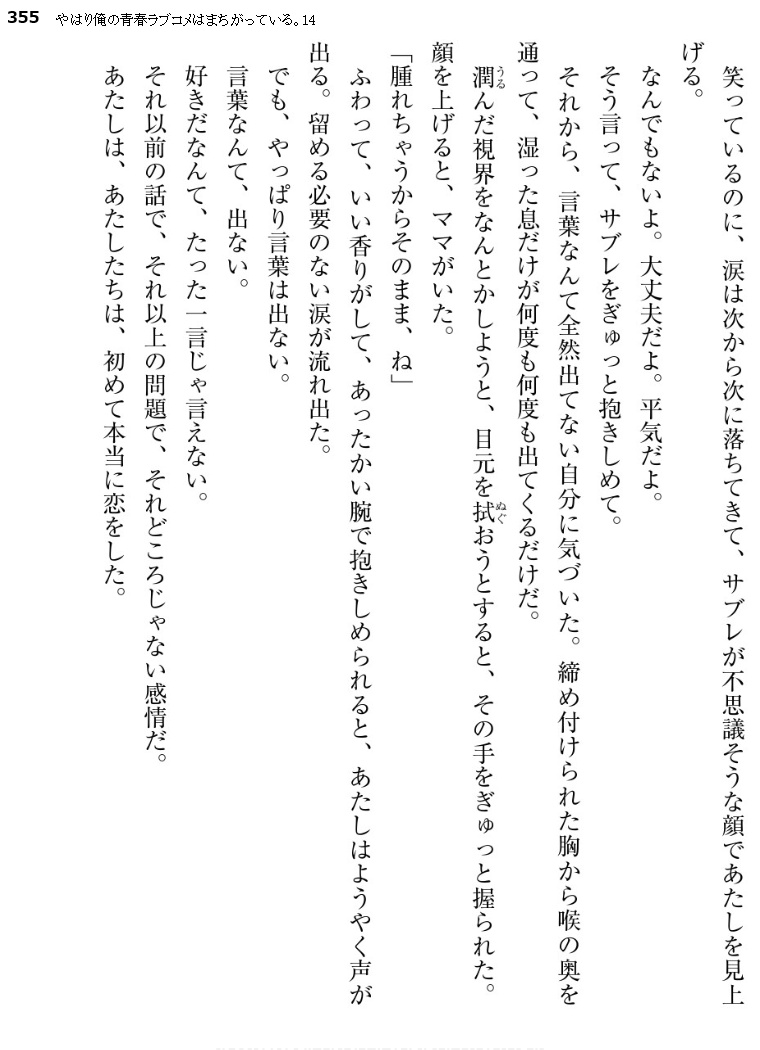 355 やはり俺の青春ラブコメはまちがっている。14
笑っているのに、涙は次から次に落ちてきて、サブレが不思議そうな顔であたしを見上
げる。
なんでもないよ。大丈夫だよ。平気だよ。
そう言って、サブレをぎゅっと抱きしめて。
それから、言葉なんて全然出てない自分に気づいた。締め付けられた胸から喉の奥を
通って、湿った息だけが何度も何度も出てくるだけだ。
潤んだ視界をなんとかしようと、目元を拭おうとすると、その手をぎゅっと握られた。
顔を上げると、ママがいた。
「腫れちゃうからそのまま、ね」
ふわって、いい香りがして、あったかい腕で抱きしめられると、あたしはようやく声が
出る。留める必要のない涙が流れ出た。
でも、やっぱり言葉は出ない。
言葉なんて、出ない。
好きだなんて、たった一言じゃ言えない。
それ以前の話で、それ以上の問題で、それどころじゃない感情だ。
あたしは、あたしたちは、初めて本当に恋をした。